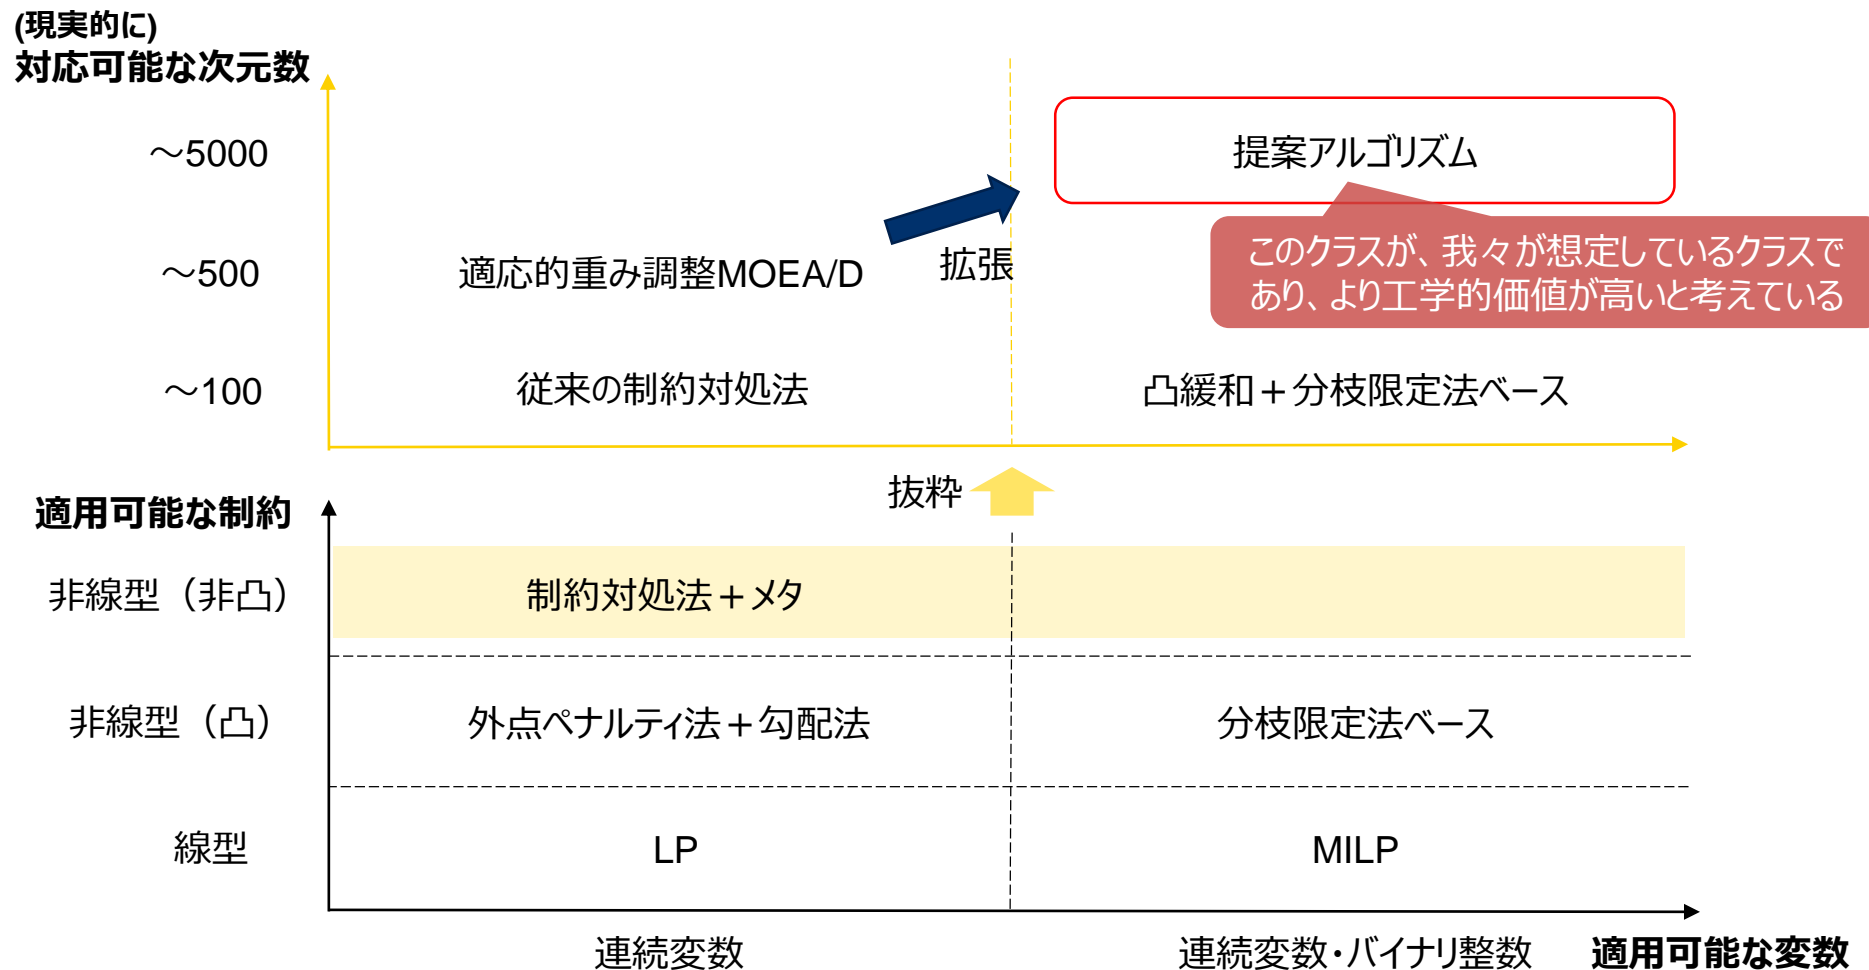 (現実的に)
対応可能な次元数
～5000
提案アルゴリズム
このクラスが、我々が想定しているクラスで
あり、より工学的価値が高いと考えている
～500
適応的重み調整MOEA/D
拡張
～100
従来の制約対処法
凸緩和＋分枝限定法ベース
抜粋
適用可能な制約
非線型（非凸）
制約対処法＋メタ
非線型（凸）
外点ペナルティ法＋勾配法
分枝限定法ベース
線型
LP
MILP
連続変数
連続変数・バイナリ整数
適用可能な変数